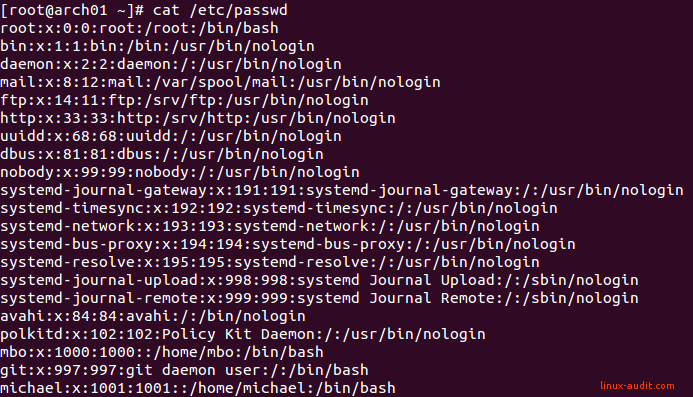 [root@arch01 ~]# cat /etc/passwd
root:x:0:0:root:/root:/bin/bash
bin:x:1:1:bin:/bin:/usr/bin/nologin
daemon:x:2:2:daemon:/:/usr/bin/nologin
mail:x:8:12:mail:/var/spool/mail:/usr/bin/nologin
ftp:x:14:11:ftp:/srv/ftp:/usr/bin/nologin
http:x:33:33:http:/srv/http:/usr/bin/nologin
uuidd:x:68:68:uuidd:/:/usr/bin/nologin
dbus:x:81:81:dbus:/:/usr/bin/nologin
nobody:x:99:99:nobody:/:/usr/bin/nologin
systemd-journal-gateway:x:191:191:systemd-journal-gateway:/:/usr/bin/nologin
systemd-timesync:x:192:192:systemd-timesync:/:/usr/bin/nologin
systemd-network:x:193:193:systemd-network:/:/usr/bin/nologin
systemd-bus-proxy:x:194:194:systemd-bus-proxy:/:/usr/bin/nologin
systemd-resolve:x:195:195:systemd-resolve:/:/usr/bin/nologin
systemd-journal-upload:x:998:998:systemd Journal Upload:/:/sbin/nologin
systemd-journal-remote:x:999:999:systemd Journal Remote:/:/sbin/nologin
avahi:x:84:84:avahi:/:/bin/nologin
polkitd:x:102:102:Policy Kit Daemon:/:/usr/bin/nologin
mbo:x:1000:1000::/home/mbo:/bin/bash
git:x:997:997:git daemon user:/:/bin/bash
michael:x:1001:1001::/home/michael:/bin/bash
linux-audit.com